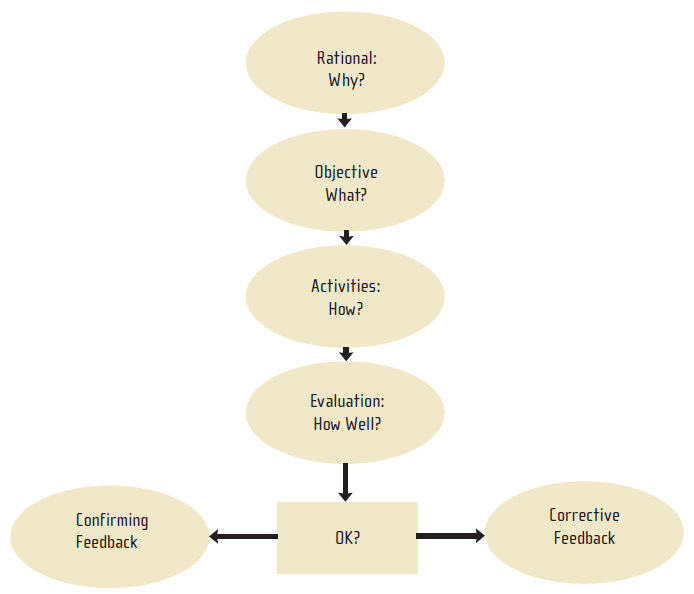 Rational:
Why?
Objective
What?
Activities:
How?
Evaluation:
How Well?
Confirming
Feedback
OK?
Corrective
Feedback